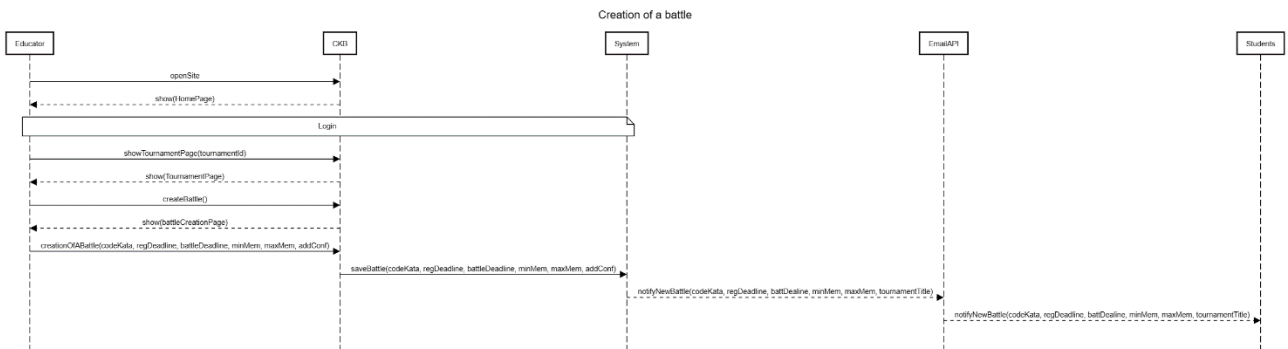 Creation of a battle
Educator
CKB
System
EmailAPI
Students
openSite
show(HomePage)
Login
showTournamentPage(tournamentId)
show(TournamentPage)
createBattle()
show(battleCreationPage)
creationOfABattle(codeKata, regDeadline, battleDeadline, minMem, maxMem, addConf)
saveBattle(codeKata, regDeadline, battleDeadline, minMem, maxMem, addConf)
notifyNewBattle(codeKata, regDeadline, battDealine, minMem, maxMem, tournamentTitle)
notifyNewBattle(codeKata, regDeadline, battDealine, minMem, maxMem, tournamentTitle)